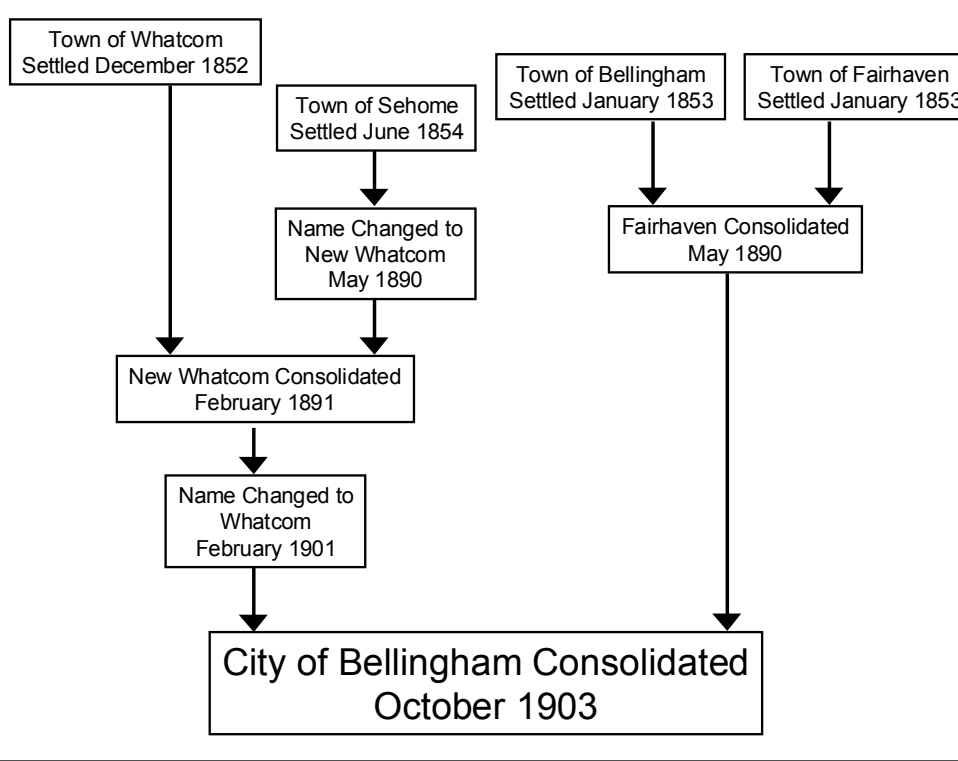 Town of Whatcom
Settled December 1852
Town of Sehome
Settled June 1854
Town of Bellingham
Settled January 1853
Town of Fairhaven
Settled January 1853
Name Changed to
New Whatcom
May 1890
Fairhaven Consolidated
May 1890
New Whatcom Consolidated
February 1891
Name Changed to
Whatcom
February 1901
City of Bellingham Consolidated
October 1903